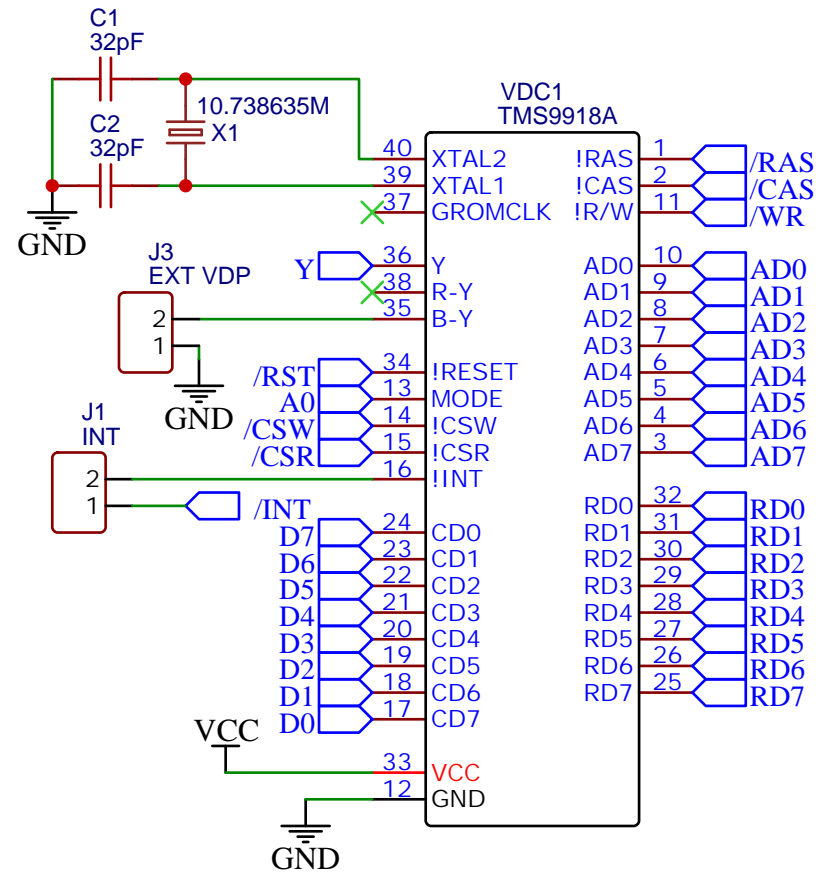 C1
32pF
10.738635M
X1
C2
32pF
GND
VDC1
TMS9918A
40 XTAL2 !RAS 1 /RAS
39 XTAL1 !CAS 2 /CAS
37 GROMCLK !R/W 11 /WR
J3
EXT VDP
2
1
GND
Y 36 Y AD0 10 AD0
38 R-Y AD1 9 AD1
35 B-Y AD2 8 AD2
AD3 7 AD3
/RST 34 !RESET AD4 6 AD4
A0 13 MODE AD5 5 AD5
/CSW 14 !CSW AD6 4 AD6
/CSR 15 !CSR AD7 3 AD7
J1
INT
2
1
16 !INT
/INT
RD0 32 RD0
D7 24 CD0 RD1 31 RD1
D6 23 CD1 RD2 30 RD2
D5 22 CD2 RD3 29 RD3
D4 21 CD3 RD4 28 RD4
D3 20 CD4 RD5 27 RD5
D2 19 CD5 RD6 26 RD6
D1 18 CD6 RD7 25 RD7
D0 17 CD7
VCC
33 VCC
12 GND
GND